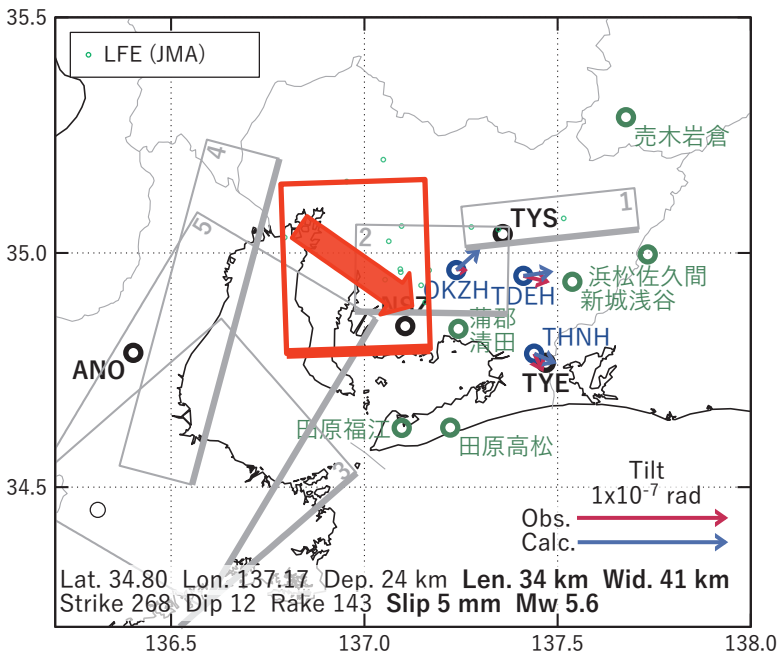 35.5
LFE (JMA)
売木岩倉
4
1
TYS
5
2
35.0
浜松佐久間
OKZH
TDEH
新城浅谷
NSZ
蒲郡
清田
THNH
ANO
TYE
田原福江
田原高松
3
34.5
Tilt
1x10-7 rad
Obs.
Calc.
Lat. 34.80 Lon. 137.17 Dep. 24 km Len. 34 km Wid. 41 km
Strike 268 Dip 12 Rake 143 Slip 5 mm Mw 5.6
136.5
137.0
137.5
138.0